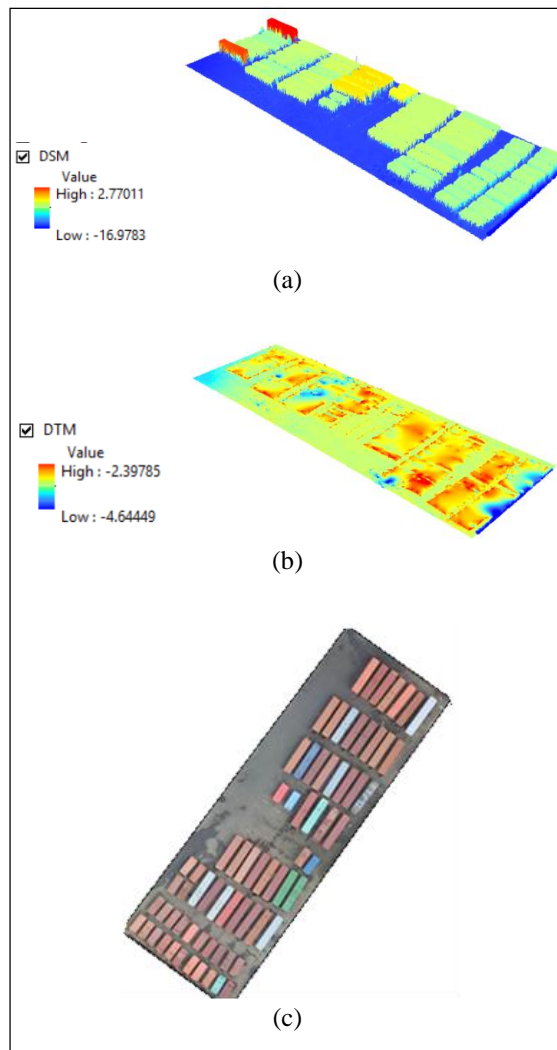 DSM
Value
High : 2.77011
Low : -16.9783
(a)
DTM
Value
High : -2.39785
Low : -4.64449
(b)
(c)